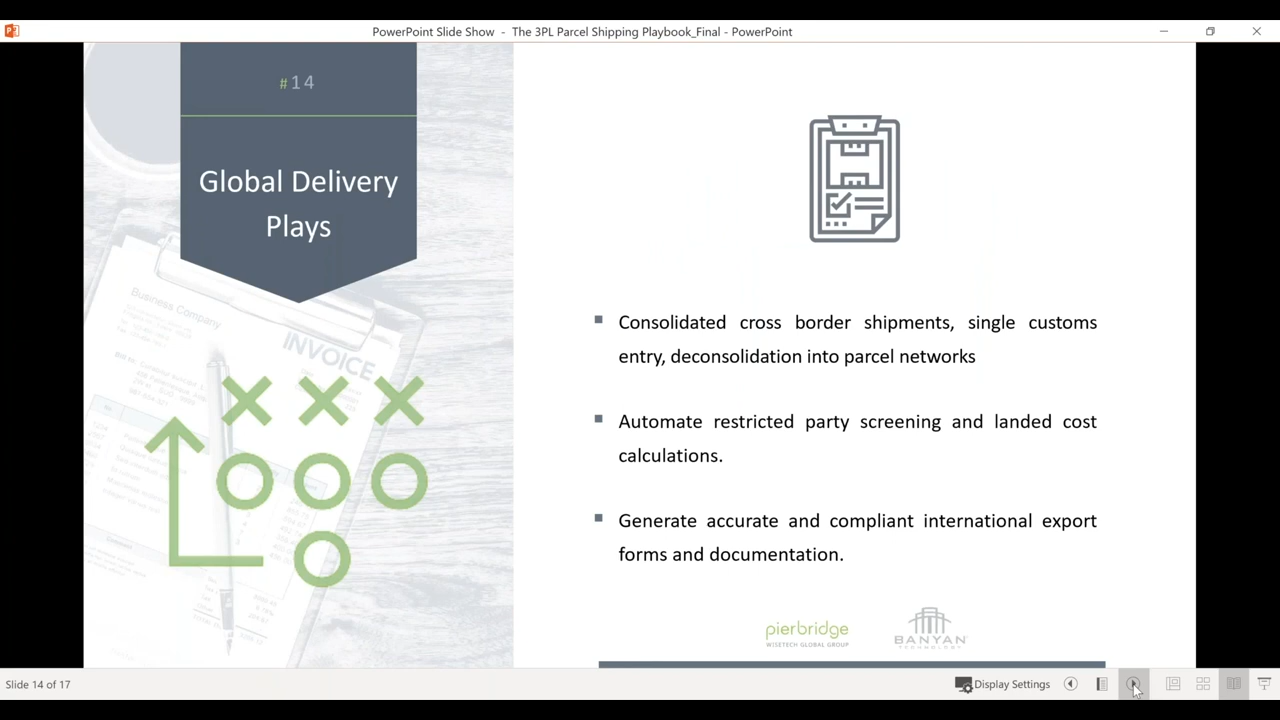 PowerPoint Slide Show - The 3PL Parcel Shipping Playbook_Final - PowerPoint
#14
Global Delivery
Plays
Business Company
INVOICE
Consolidated cross border shipments, single customs
entry, deconsolidation into parcel networks
Automate restricted party screening and landed cost
calculations.
Generate accurate and compliant international export
forms and documentation.
pierbridge
WISETECH GLOBAL GROUP
BANYAN
TECHNOLOGY
Slide 14 of 17
Display Settings